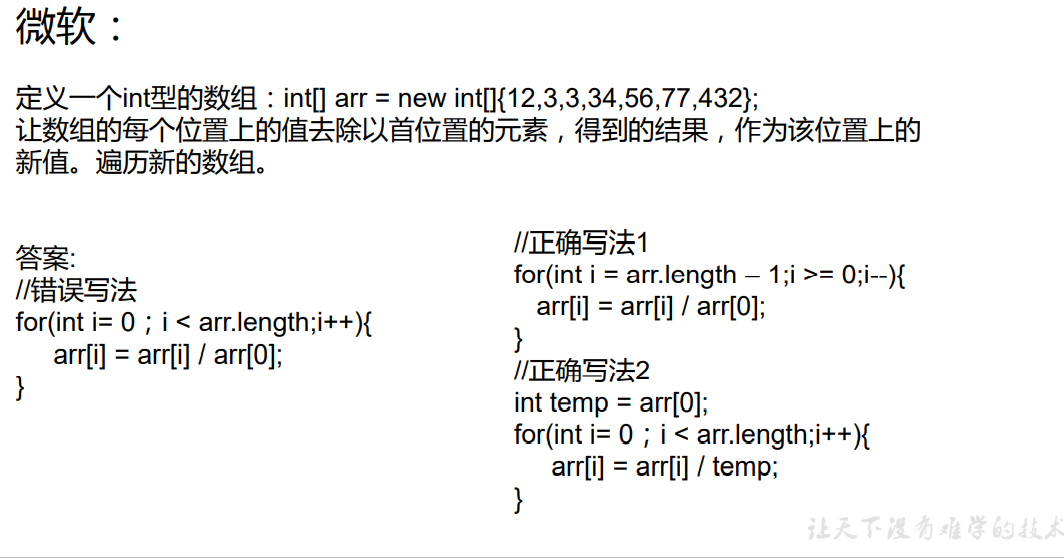 微软：
定义一个int型的数组：int[] arr = new int[]{12,3,3,34,56,77,432};
让数组的每个位置上的值去除以首位置的元素，得到的结果，作为该位置上的
新值。遍历新的数组。
答案:
//错误写法
for(int i= 0；i < arr.length;i++){
arr[i] = arr[i] / arr[0];
}
//正确写法1
for(int i = arr.length – 1;i >= 0;i--){
arr[i] = arr[i] / arr[0];
}
//正确写法2
int temp = arr[0];
for(int i= 0；i < arr.length;i++){
arr[i] = arr[i] / temp;
}
让天下没有难学的技术